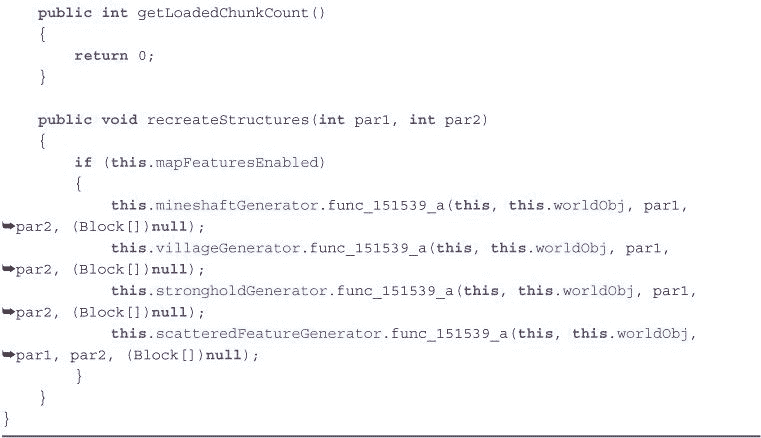 public int getLoadedChunkCount()
{
return 0;
}
public void recreateStructures(int par1, int par2)
{
if (this.mapFeaturesEnabled)
{
this.mineshaftGenerator.func_151539_a(this, this.worldObj, par1,
➥par2, (Block[])null);
this.villageGenerator.func_151539_a(this, this.worldObj, par1,
➥par2, (Block[])null);
this.strongholdGenerator.func_151539_a(this, this.worldObj, par1,
➥par2, (Block[])null);
this.scatteredFeatureGenerator.func_151539_a(this, this.worldObj,
➥par1, par2, (Block[])null);
}
}
}